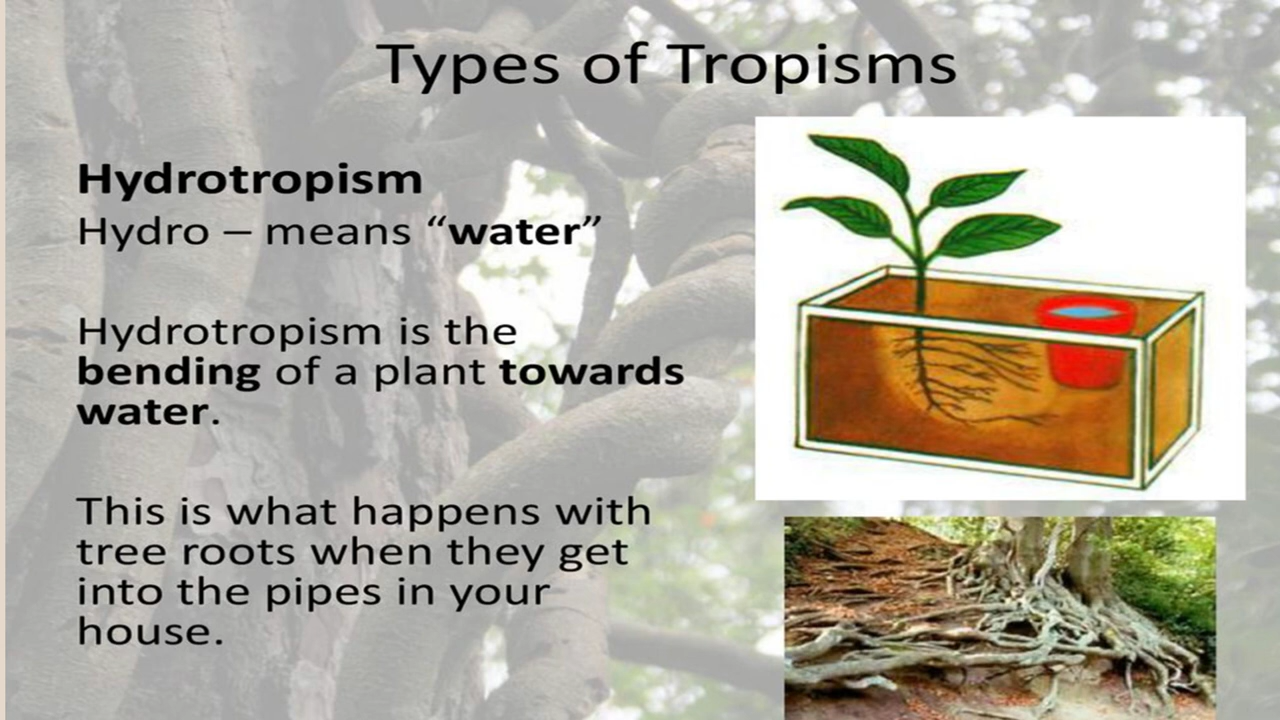 Types of Tropisms
Hydrotropism
Hydro – means “water”
Hydrotropism is the
bending of a plant towards
water.
This is what happens with
tree roots when they get
into the pipes in your
house.